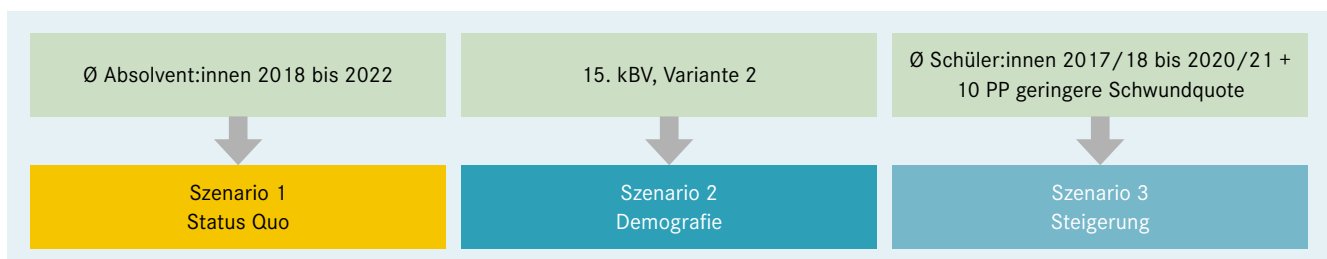 Ø Absolvent:innen 2018 bis 2022
15. kBV, Variante 2
Ø Schüler:innen 2017/18 bis 2020/21 +
10 PP geringere Schwundquote
Szenario 1
Status Quo
Szenario 2
Demografie
Szenario 3
Steigerung